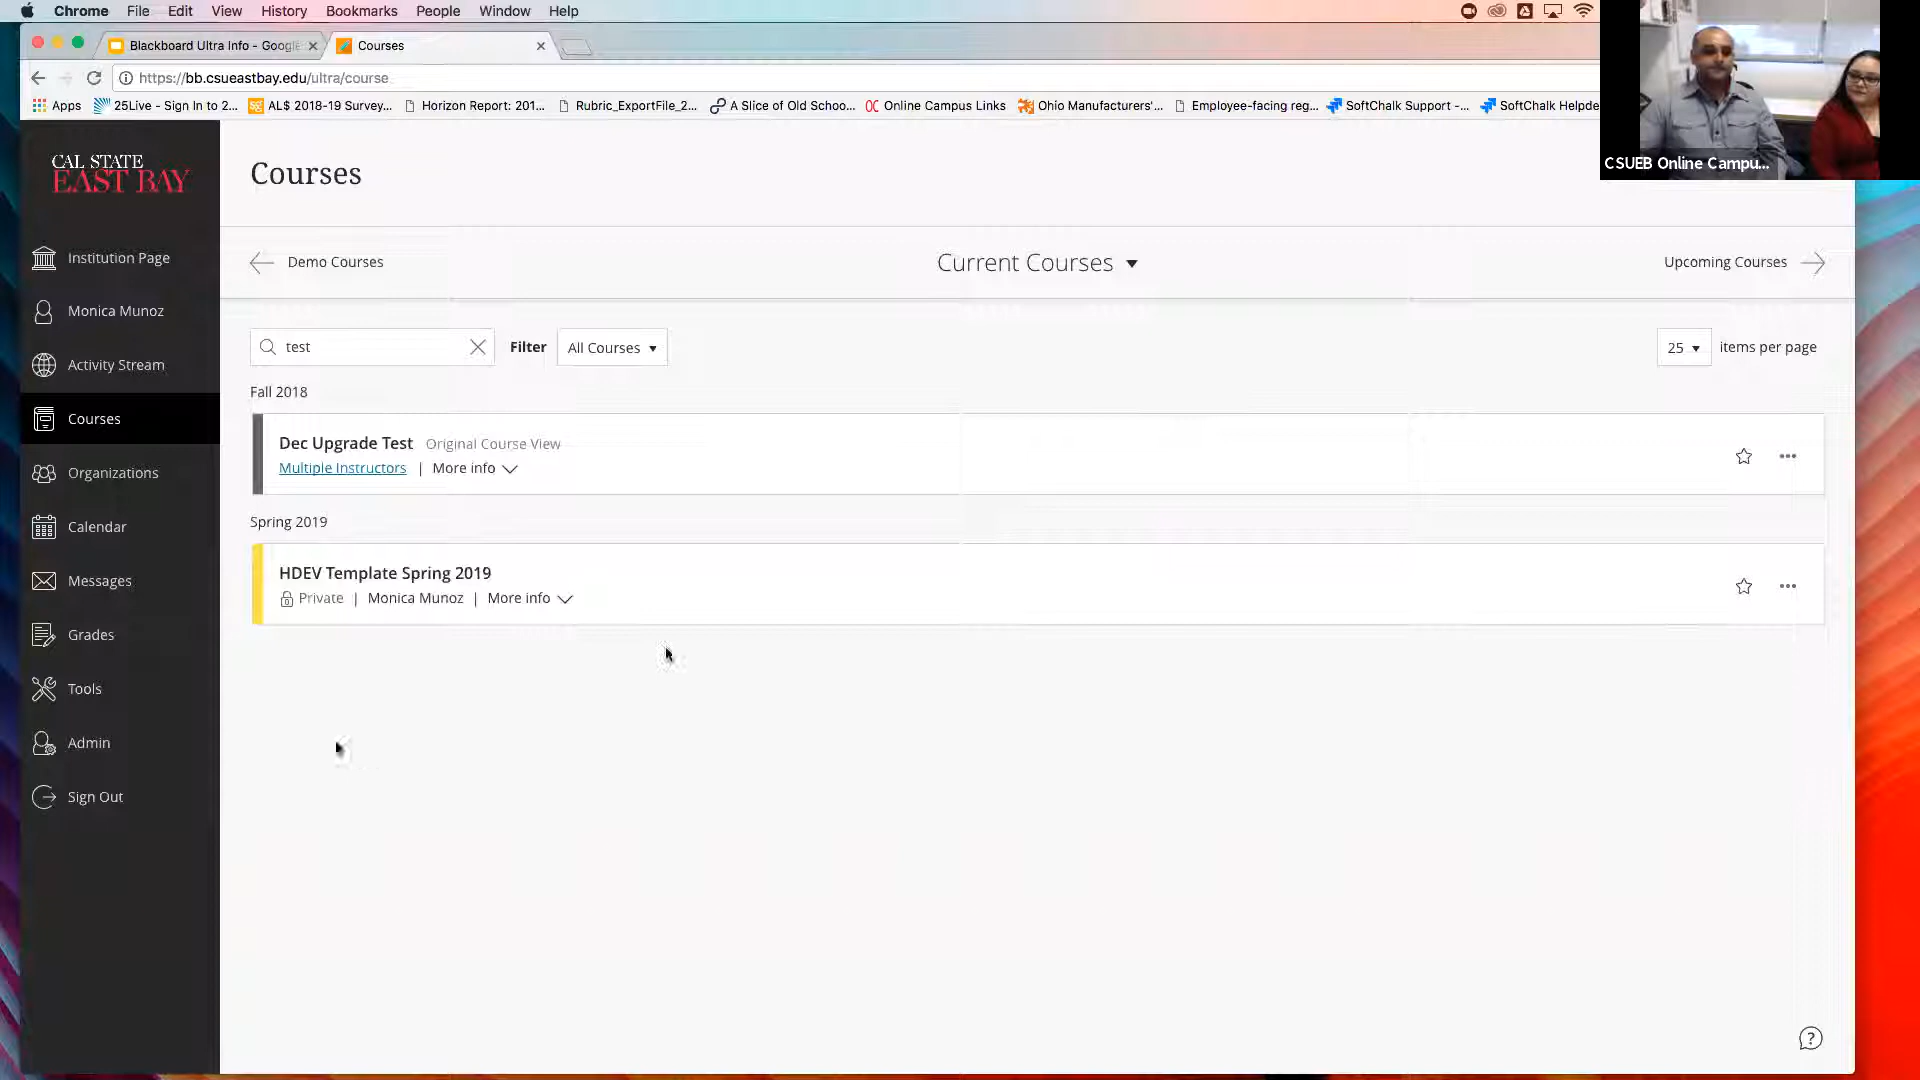 Chrome File Edit View History Bookmarks People Window Help
Blackboard Ultra Info - Google
Courses
https://bb.csueastbay.edu/ultra/course
Apps 25Live - Sign In to 2... AL$ 2018-19 Survey... Horizon Report: 201... Rubric_ExportFile_2... A Slice of Old Schoo... Online Campus Links Ohio Manufacturers'... Employee-facing reg... SoftChalk Support -... SoftChalk Helpde
CSUEB Online Campu...
CAL STATE
EAST BAY
Institution Page
Monica Munoz
Activity Stream
Courses
Organizations
Calendar
Messages
Grades
Tools
Admin
Sign Out
Courses
Demo Courses
Current Courses
Upcoming Courses
test
Filter All Courses
25 items per page
Fall 2018
Dec Upgrade Test Original Course View
Multiple Instructors | More info
Spring 2019
HDEV Template Spring 2019
Private | Monica Munoz | More info